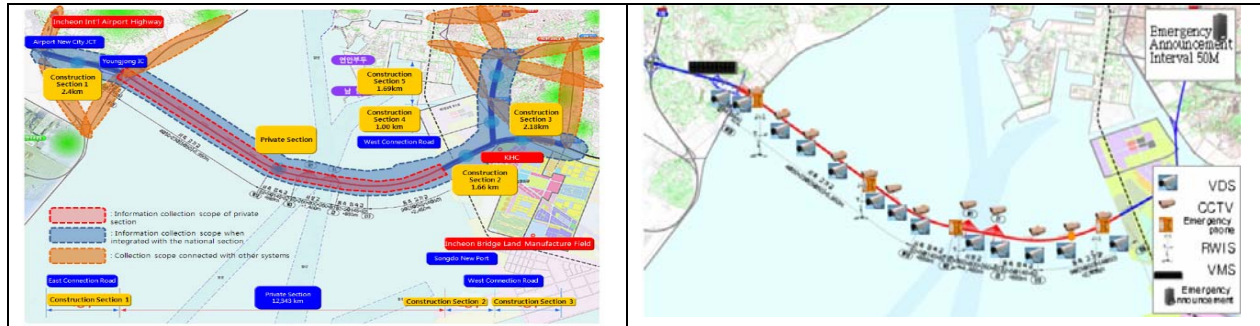 Incheon Int'l Airport Highway
Airport New City JCT
Youngjong IC
Construction
Section 1
2.4km
연안부두
Construction
Section 5
1.69km
Construction
Section 4
1.00 km
Construction
Section 3
2.18km
Private Section
West Connection Road
KHC
Construction
Section 2
1.66 km
: Information collection scope of private
section
: Information collection scope when
integrated with the national section
: Collection scope connected with other systems
Incheon Bridge Land Manufacture Field
Songdo New Port
East Connection Road
West Connection Road
Private Section
12,343 km
Construction Section 1
Construction Section 2
Construction Section 3
Emergency
Announcement
Interval 50M
VDS
CCTV
Emergency
phone
RWIS
VMS
Emergency
Announcement